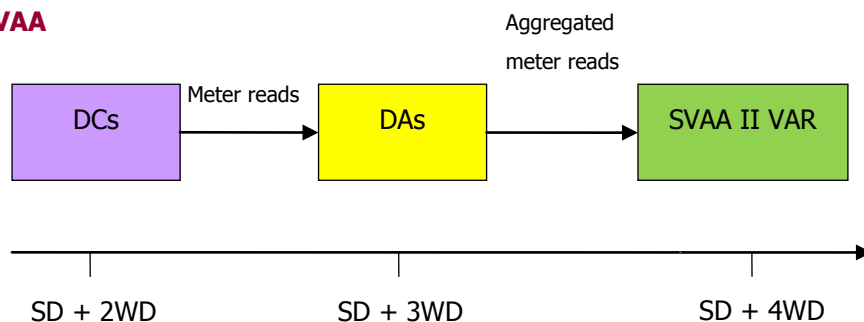 VAA
Aggregated
meter reads
DCs
Meter reads
DAs
SVAA II VAR
SD + 2WD
SD + 3WD
SD + 4WD